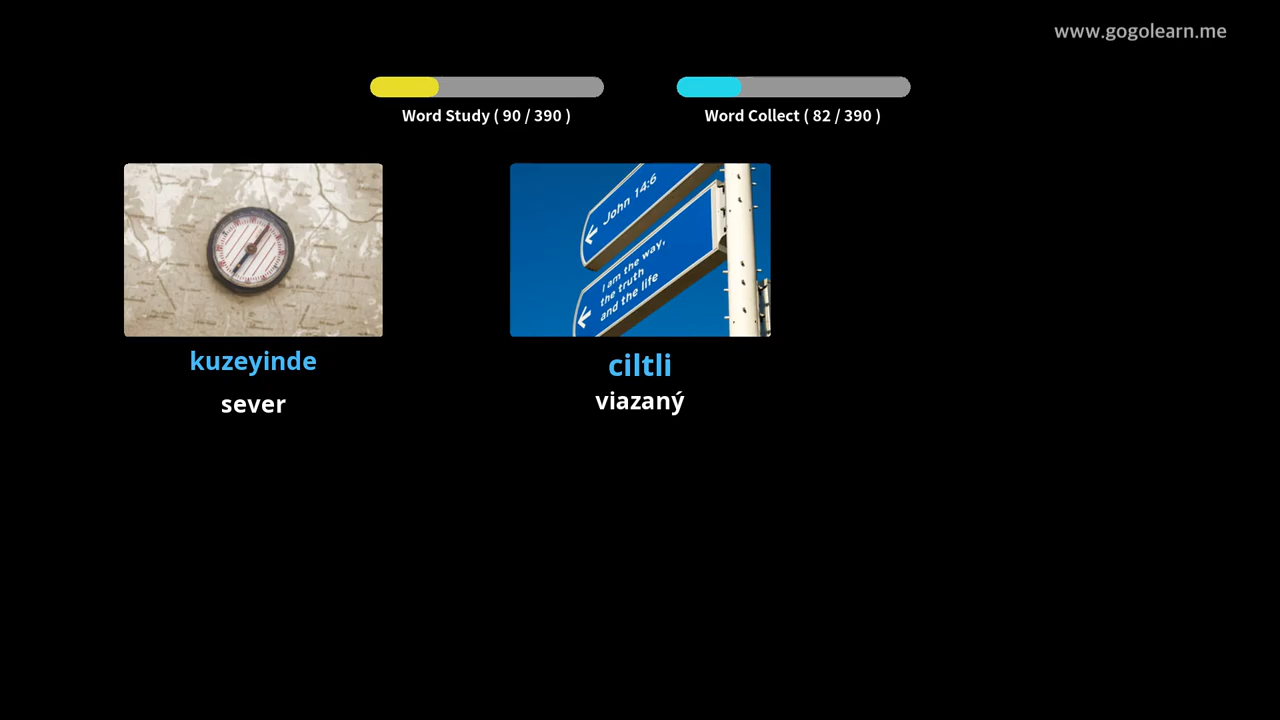 www.gogolearn.me
Word Study ( 90 / 390 )
Word Collect ( 82 / 390 )
John 14:6
I am the way,
the truth
and the life
kuzeyinde
ciltli
sever
viazaný